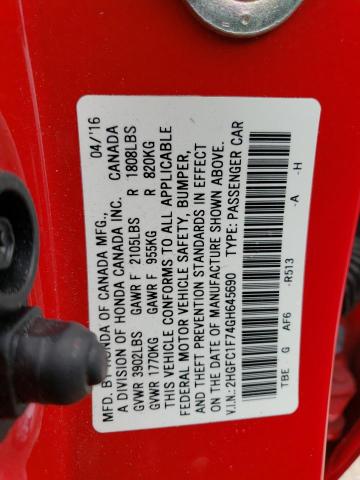 MFD. BY HONDA OF CANADA MFG., 04/16
A DIVISION OF HONDA CANADA INC. CANADA
GVWR 3902LBS GAWR F 2105LBS R 1808LBS
GVWR 1770KG GAWR F 955KG R 820KG
THIS VEHICLE CONFORMS TO ALL APPLICABLE
FEDERAL MOTOR VEHICLE SAFETY, BUMPER,
AND THEFT PREVENTION STANDARDS IN EFFECT
ON THE DATE OF MANUFACTURE SHOWN ABOVE.
V.I.N.: 2HGFC1F74GH645690 TYPE: PASSENGER CAR
TBE G AF6 -R513 -A -H